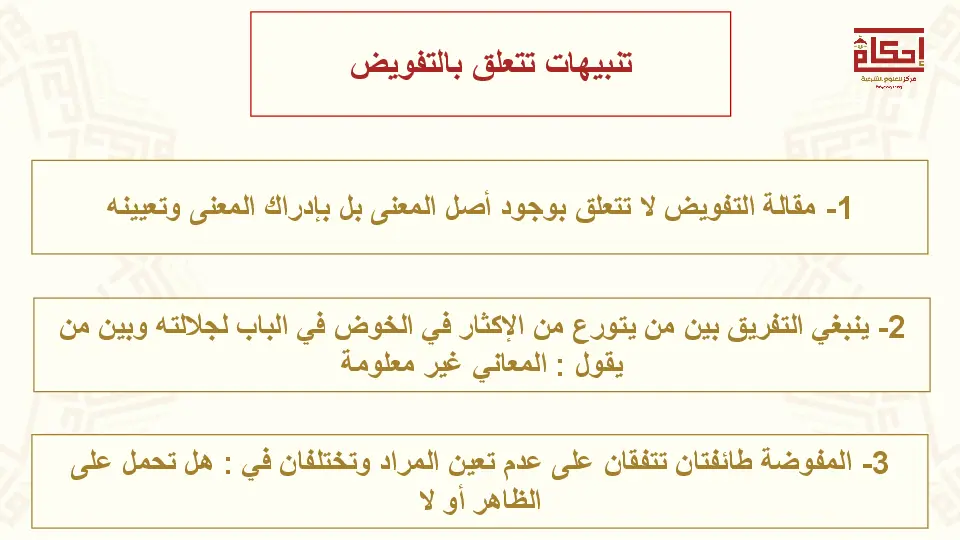 تنبيهات تتعلق بالتفويض
إحكام
مركز للعلوم الشرعية
1- مقالة التفويض لا تتعلق بوجود أصل المعنى بل بإدراك المعنى وتعيينه
2- ينبغي التفريق بين من يتورع من الإكثار في الخوض في الباب لجلالته وبين من
يقول : المعاني غير معلومة
3- المفوضة طائفتان تتفقان على عدم تعين المراد وتختلفان في : هل تحمل على
الظاهر أو لا